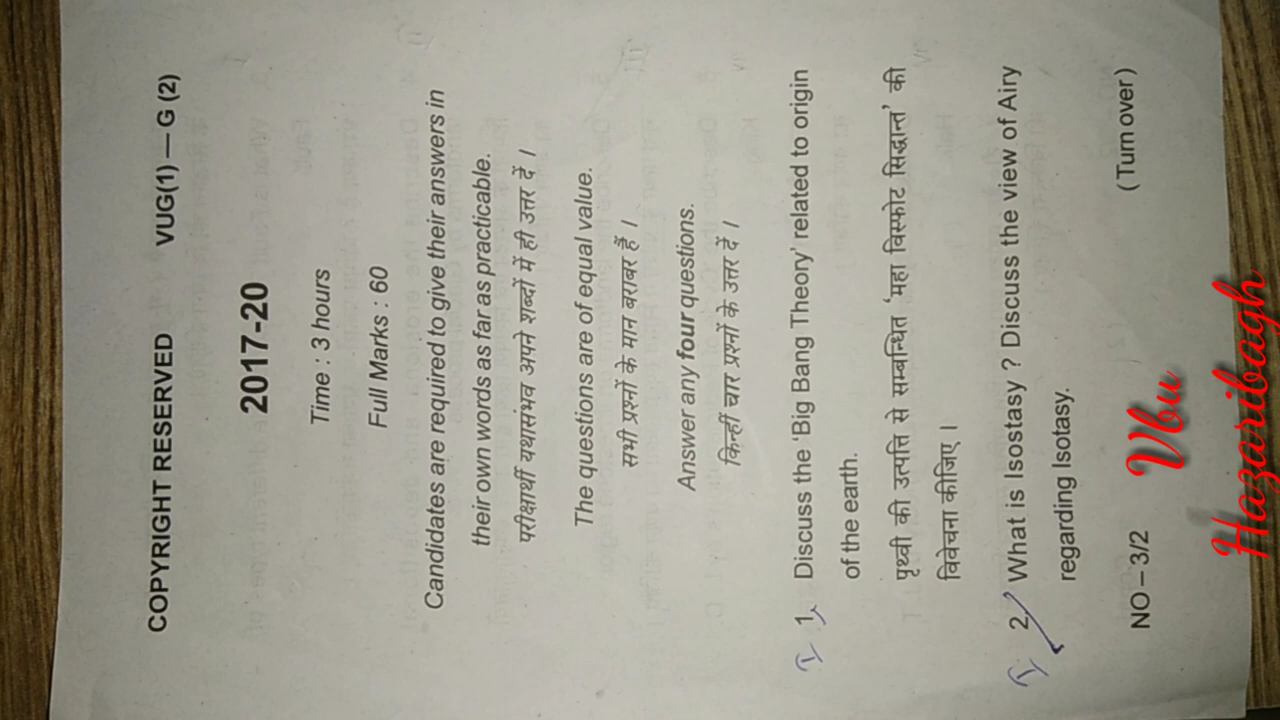 COPYRIGHT RESERVED VUG(1) — G (2)
2017-20
Time : 3 hours
Full Marks : 60
Candidates are required to give their answers in
their own words as far as practicable.
परीक्षार्थी यथासंभव अपने शब्दों में ही उत्तर दें ।
The questions are of equal value.
सभी प्रश्नों के मान बराबर हैं ।
Answer any four questions.
किन्हीं चार प्रश्नों के उत्तर दें ।
1. Discuss the ‘Big Bang Theory’ related to origin
of the earth.
पृथ्वी की उत्पत्ति से सम्बन्धित ‘महा विस्फोट सिद्धान्त’ की
विवेचना कीजिए ।
2. What is Isostasy ? Discuss the view of Airy
regarding Isotasy.
NO – 3/2 (Turn over)
Vbu
Hazaribagh